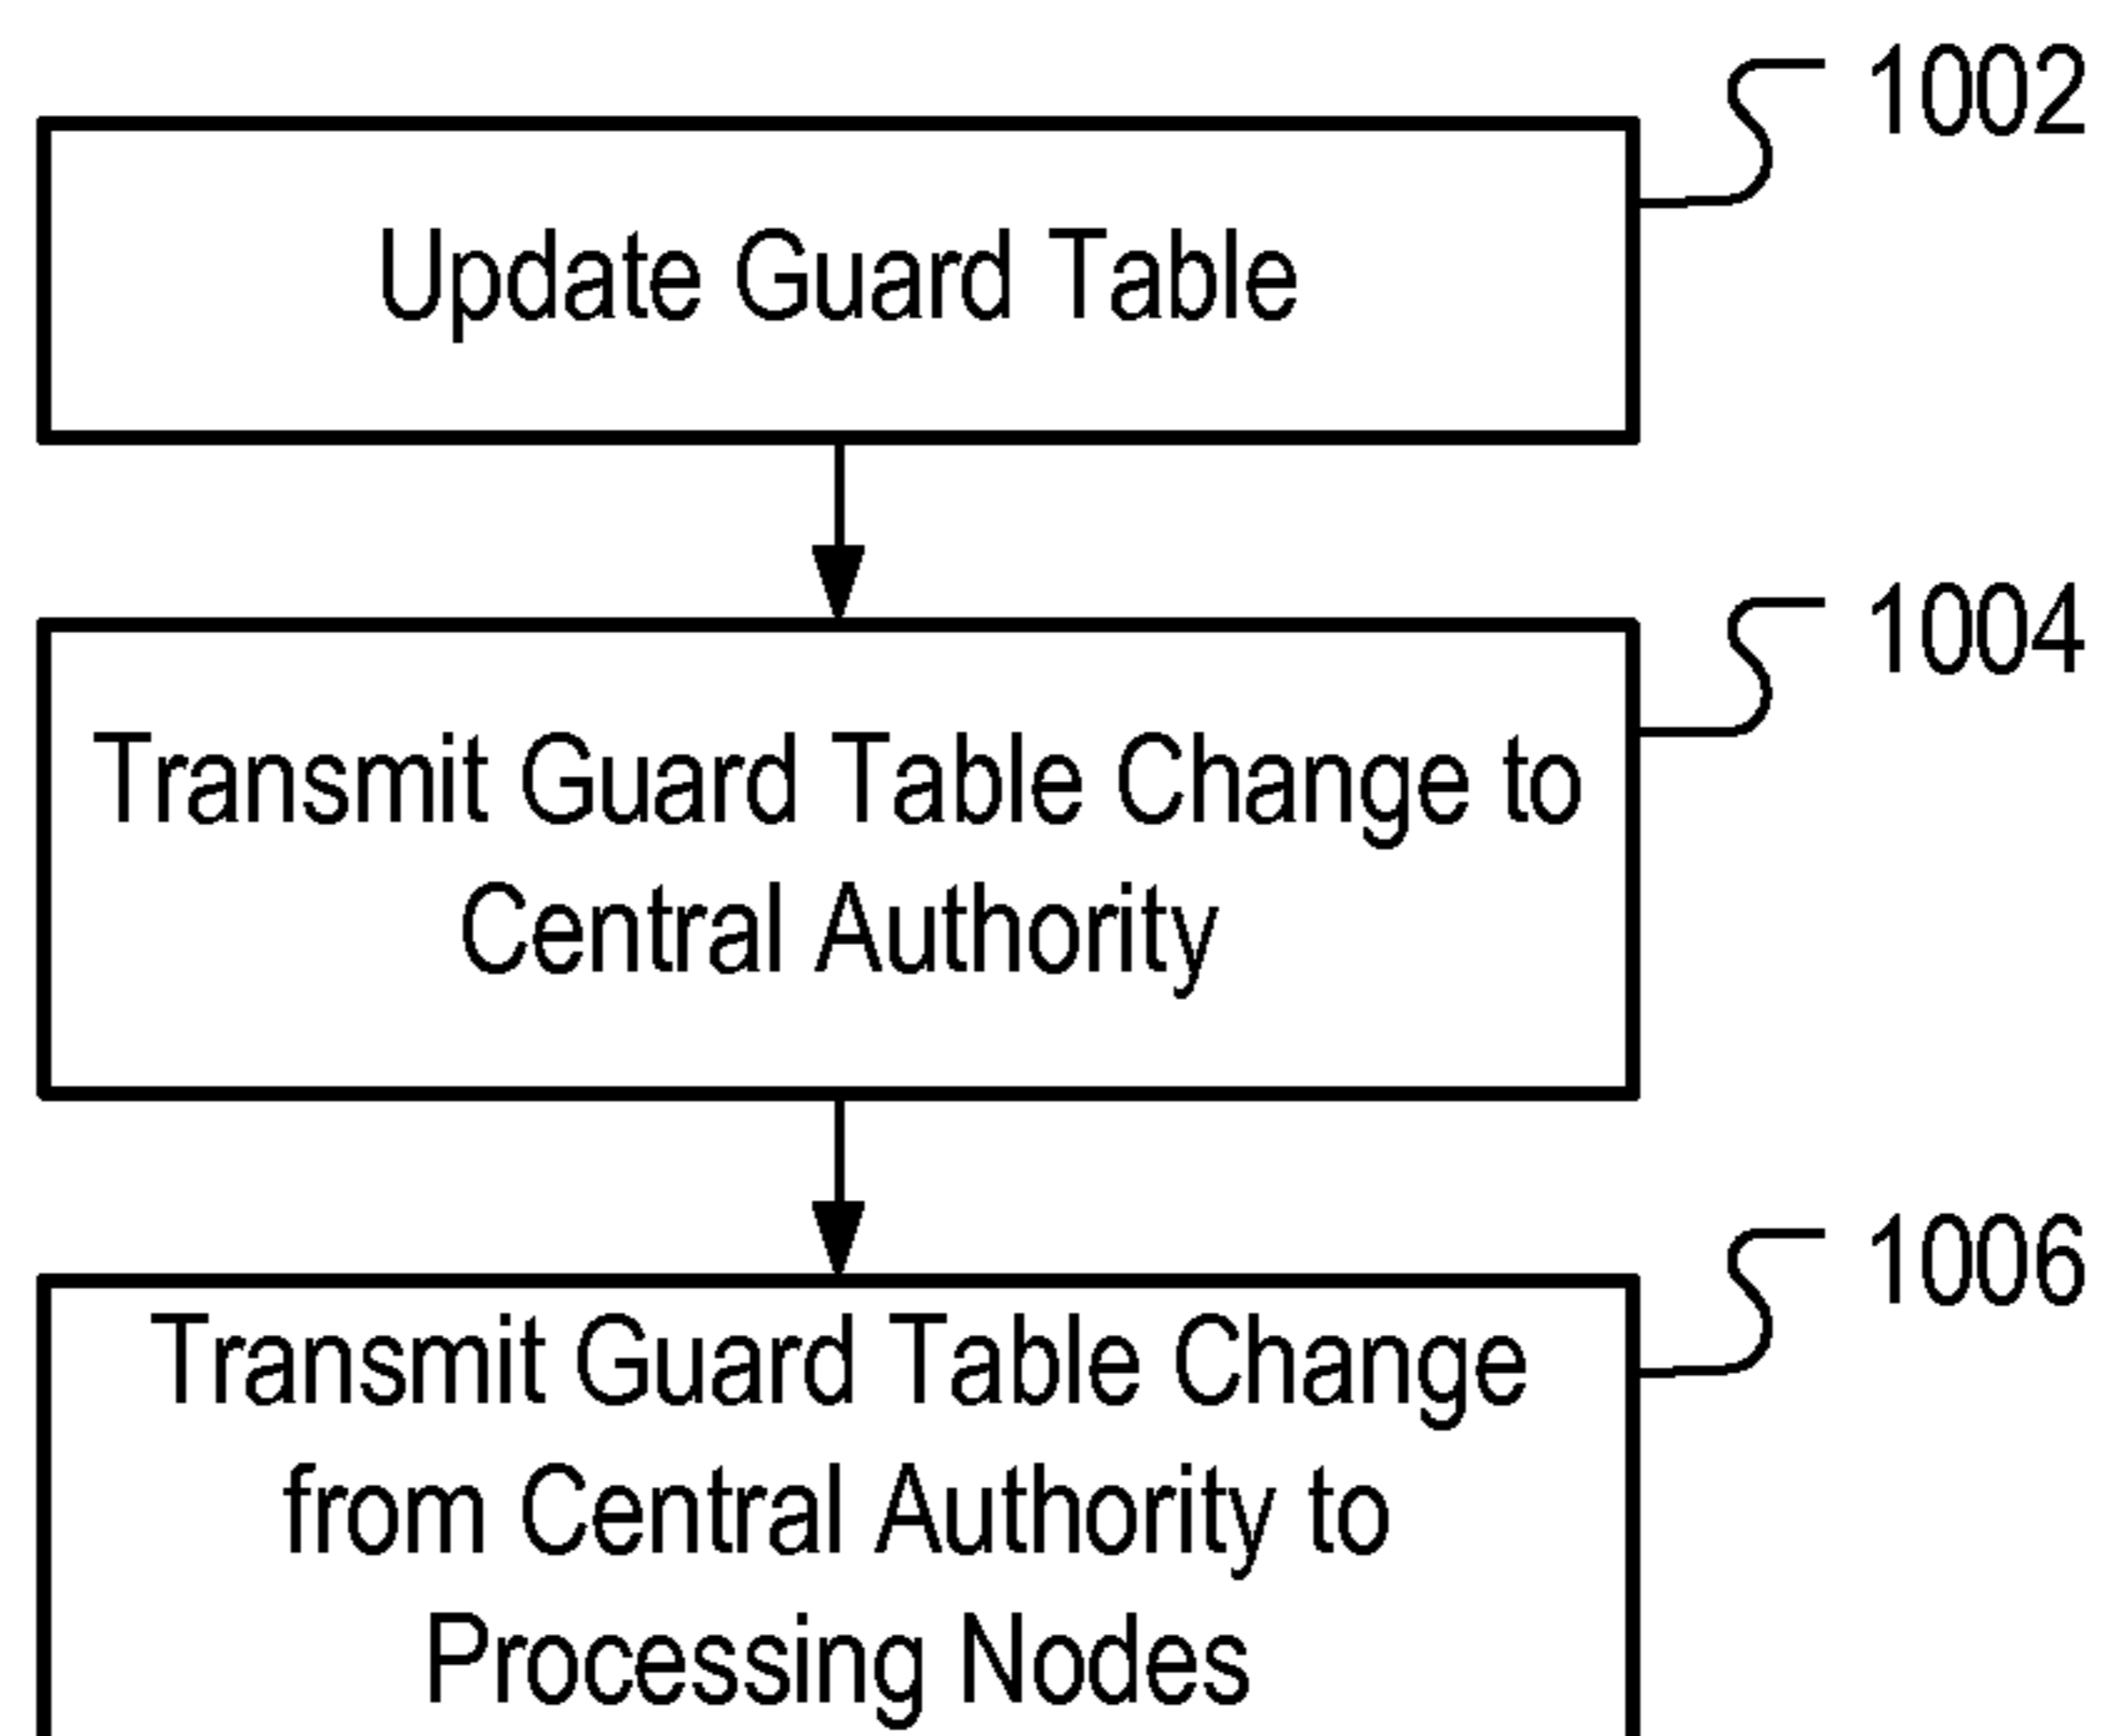 1002
Update Guard Table
1004
Transmit Guard Table Change to
Central Authority
1006
Transmit Guard Table Change
from Central Authority to
Processing Nodes